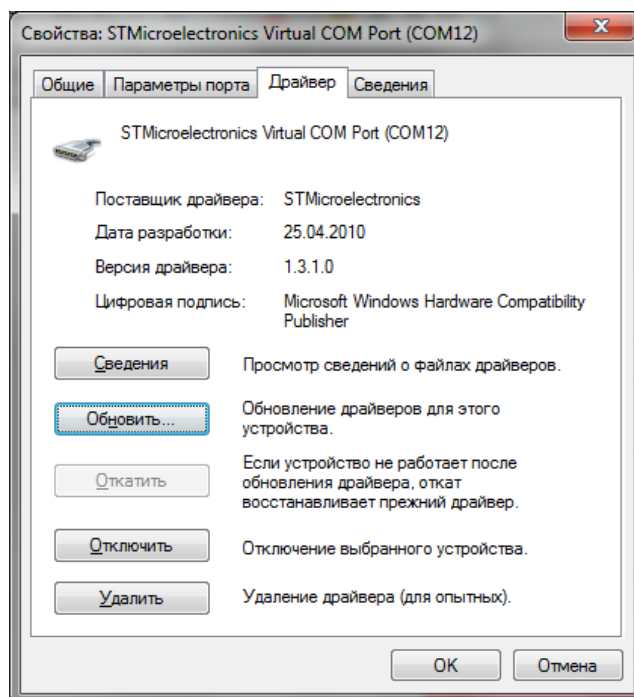 Свойства: STMicroelectronics Virtual COM Port (COM12)
Общие Параметры порта Драйвер Сведения
STMicroelectronics Virtual COM Port (COM12)
Поставщик драйвера: STMicroelectronics
Дата разработки: 25.04.2010
Версия драйвера: 1.3.1.0
Цифровая подпись: Microsoft Windows Hardware Compatibility
Publisher
Сведения Просмотр сведений о файлах драйверов.
Обновить... Обновление драйверов для этого
устройства.
Откатить Если устройство не работает после
обновления драйвера, откат
восстанавливает прежний драйвер.
Отключить Отключение выбранного устройства.
Удалить Удаление драйвера (для опытных).
OK Отмена